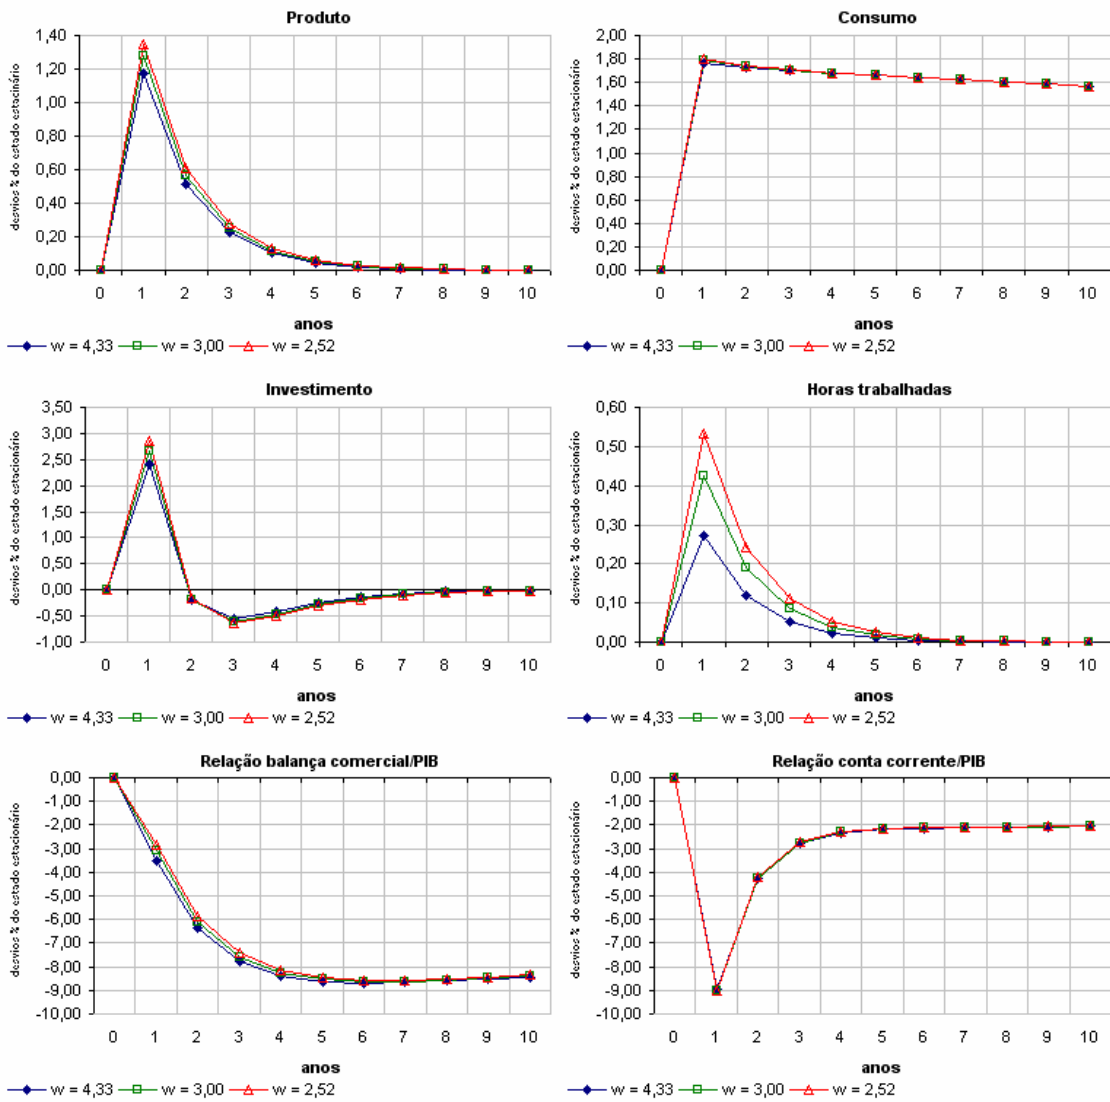 Produto
desvios % do estado estacionário
1,40
1,20
1,00
0,80
0,60
0,40
0,20
0,00
0 1 2 3 4 5 6 7 8 9 10
anos
w = 4,33 w = 3,00 w = 2,52
Consumo
desvios % do estado estacionário
2,00
1,80
1,60
1,40
1,20
1,00
0,80
0,60
0,40
0,20
0,00
0 1 2 3 4 5 6 7 8 9 10
anos
w = 4,33 w = 3,00 w = 2,52
Investimento
desvios % do estado estacionário
3,50
3,00
2,50
2,00
1,50
1,00
0,50
0,00
-0,50
-1,00
0 1 2 3 4 5 6 7 8 9 10
anos
w = 4,33 w = 3,00 w = 2,52
Horas trabalhadas
desvios % do estado estacionário
0,60
0,50
0,40
0,30
0,20
0,10
0,00
0 1 2 3 4 5 6 7 8 9 10
anos
w = 4,33 w = 3,00 w = 2,52
Relação balança comercial/PIB
desvios % do estado estacionário
0,00
-1,00
-2,00
-3,00
-4,00
-5,00
-6,00
-7,00
-8,00
-9,00
-10,00
0 1 2 3 4 5 6 7 8 9 10
anos
w = 4,33 w = 3,00 w = 2,52
Relação conta corrente/PIB
desvios % do estado estacionário
0,00
-1,00
-2,00
-3,00
-4,00
-5,00
-6,00
-7,00
-8,00
-9,00
-10,00
0 1 2 3 4 5 6 7 8 9 10
anos
w = 4,33 w = 3,00 w = 2,52